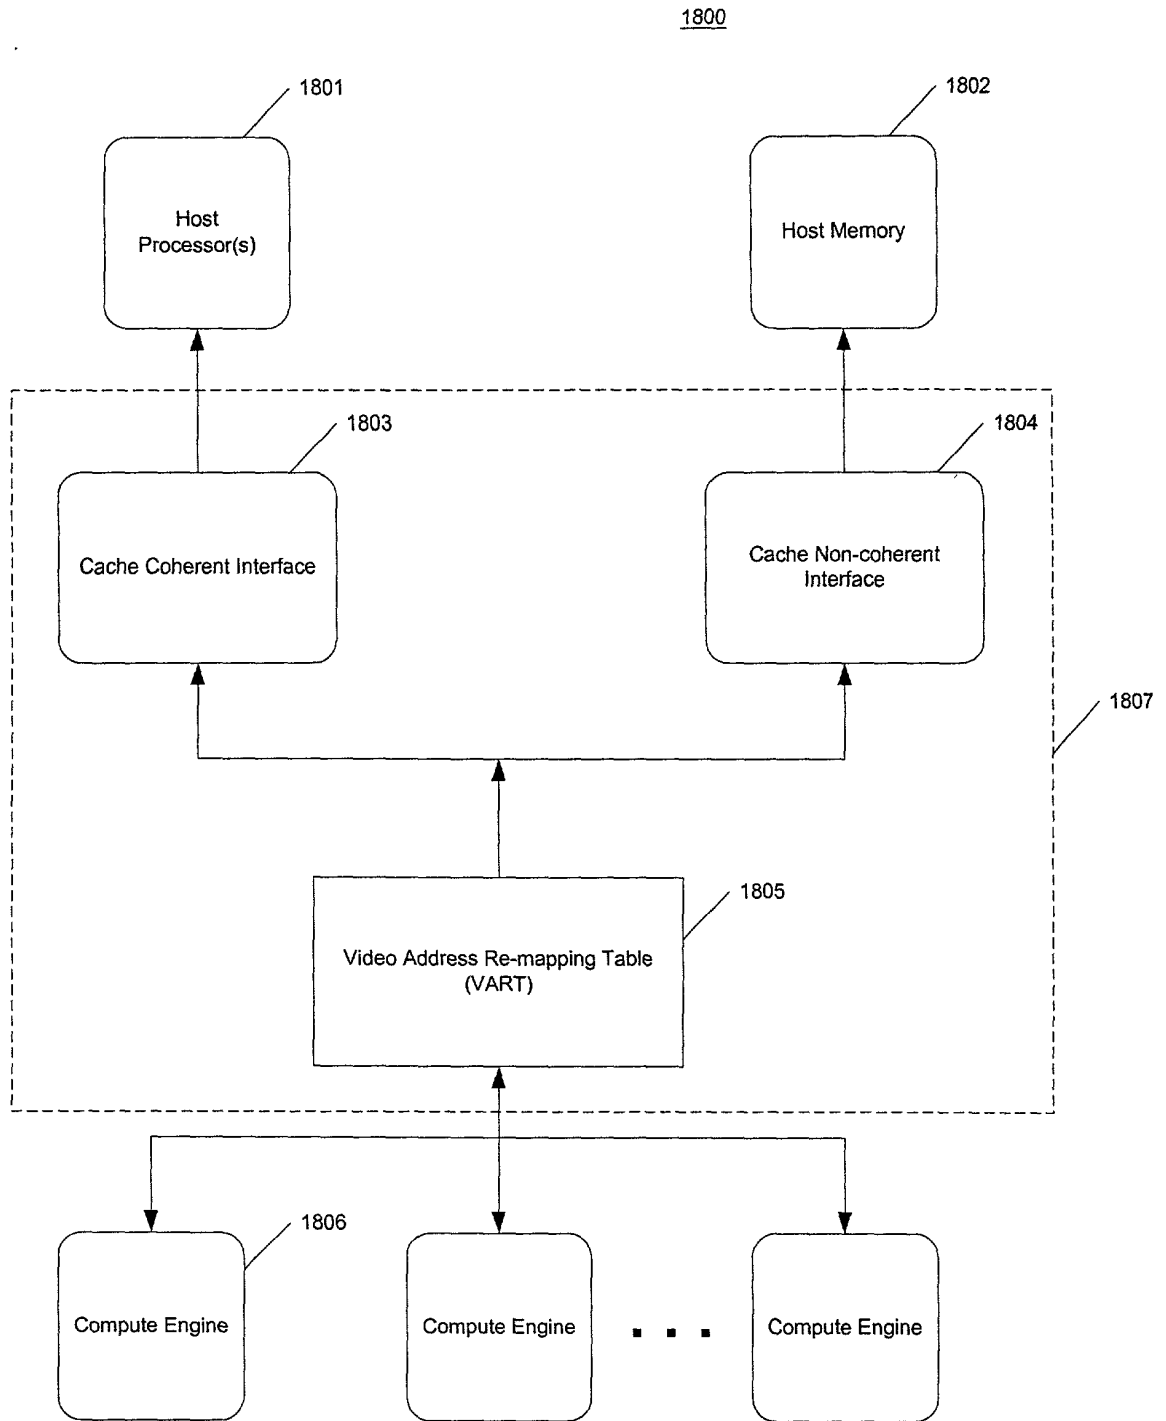 1800
1801
1802
Host
Processor(s)
Host Memory
1803
1804
Cache Coherent Interface
Cache Non-coherent
Interface
1807
1805
Video Address Re-mapping Table
(VART)
1806
Compute Engine
Compute Engine
. . .
Compute Engine